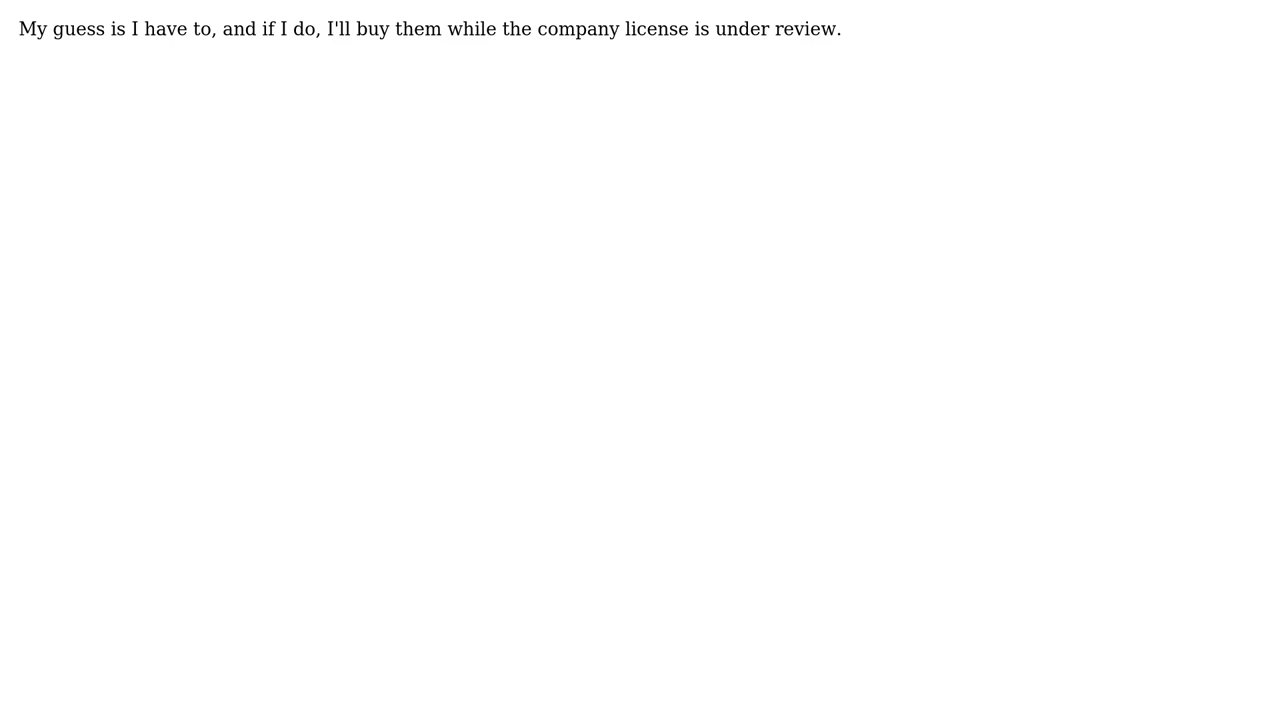 My guess is I have to, and if I do, I'll buy them while the company license is under review.